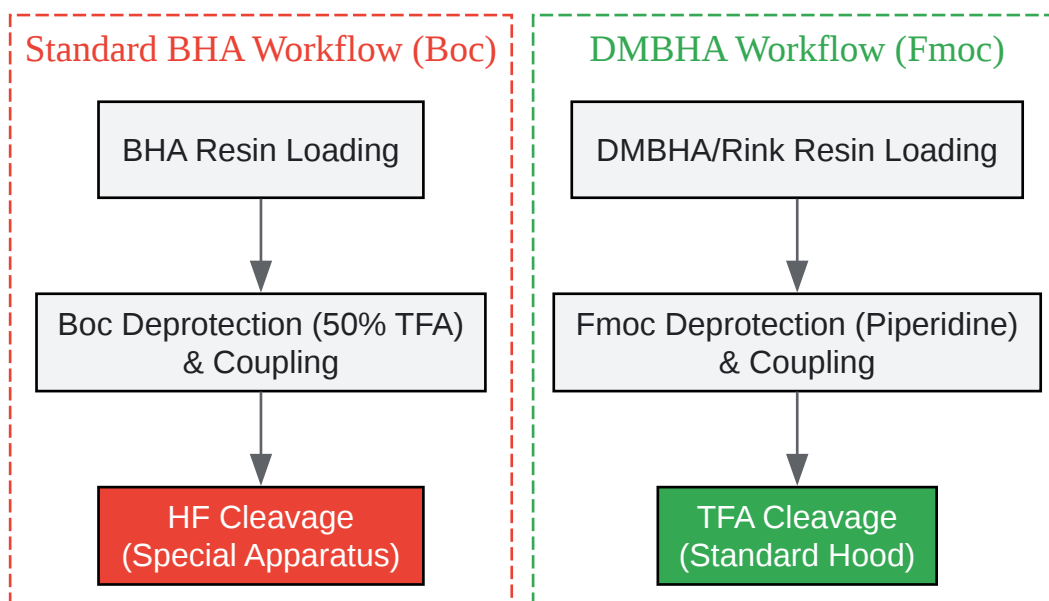 Standard BHA Workflow (Boc)
BHA Resin Loading
Boc Deprotection (50% TFA)
& Coupling
HF Cleavage
(Special Apparatus)
DMBHA Workflow (Fmoc)
DMBHA/Rink Resin Loading
Fmoc Deprotection (Piperidine)
& Coupling
TFA Cleavage
(Standard Hood)